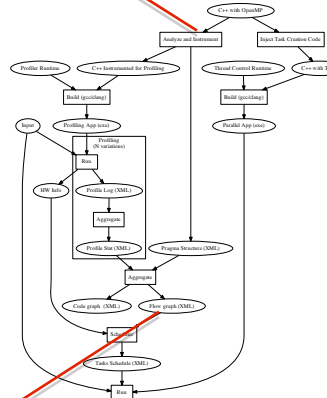 C++ with OpenMP
Analyze and Instrument
Inject Task Creation Code
Profiler Runtime
C++ Instrumented for Profiling
Thread Control Runtime
C++ with T
Build (gcc/clang)
Build (gcc/clang)
Input
Profiling App (exe)
Parallel App (exe)
Profiling
(N variations)
Run
HW Info
Profile Log (XML)
Aggregate
Profile Stat (XML)
Pragma Structure (XML)
Aggregate
Code graph (XML)
Flow graph (XML)
Tasks Schedule (XML)
Run